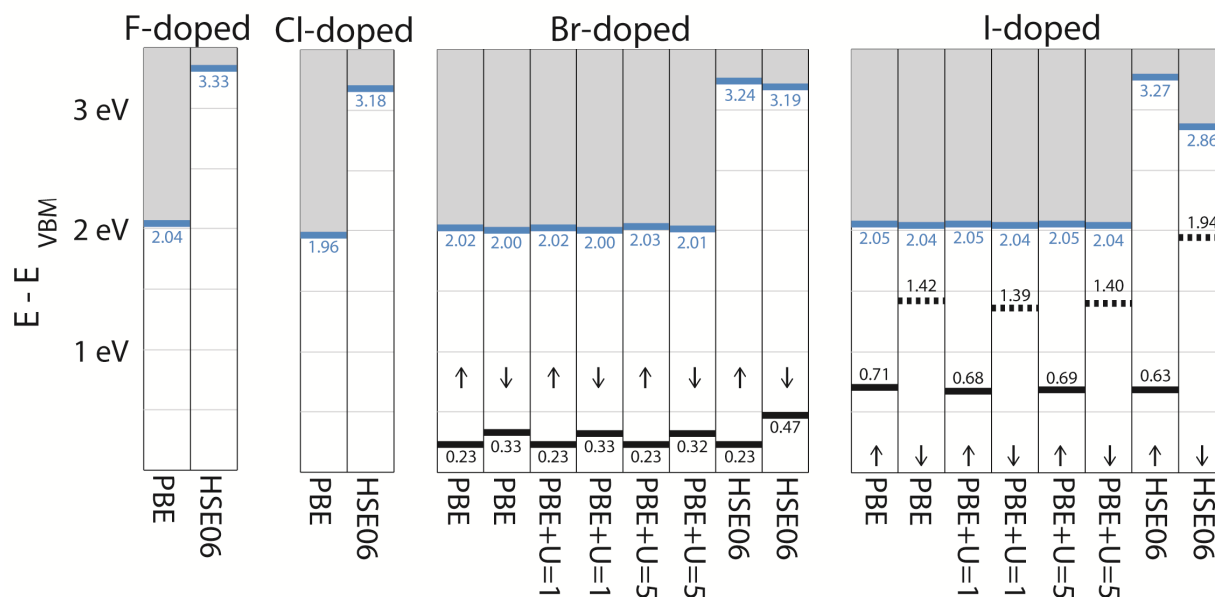 F-doped
Cl-doped
Br-doped
I-doped
E - E VBM
3 eV
2 eV
1 eV
2.04
3.33
1.96
3.18
2.02
2.00
2.02
2.00
2.03
2.01
3.24
3.19
↑ ↓ ↑ ↓ ↑ ↓ ↑ ↓
0.23
0.33
0.23
0.33
0.23
0.32
0.23
0.47
2.05
2.04
2.05
2.04
2.05
2.04
3.27
2.86
1.42
1.39
1.40
1.94
0.71
0.68
0.69
0.63
↑ ↓ ↑ ↓ ↑ ↓ ↑ ↓
PBE
HSE06
PBE
HSE06
PBE
PBE
PBE+U=1
PBE+U=1
PBE+U=5
PBE+U=5
HSE06
HSE06
PBE
PBE
PBE+U=1
PBE+U=1
PBE+U=5
PBE+U=5
HSE06
HSE06